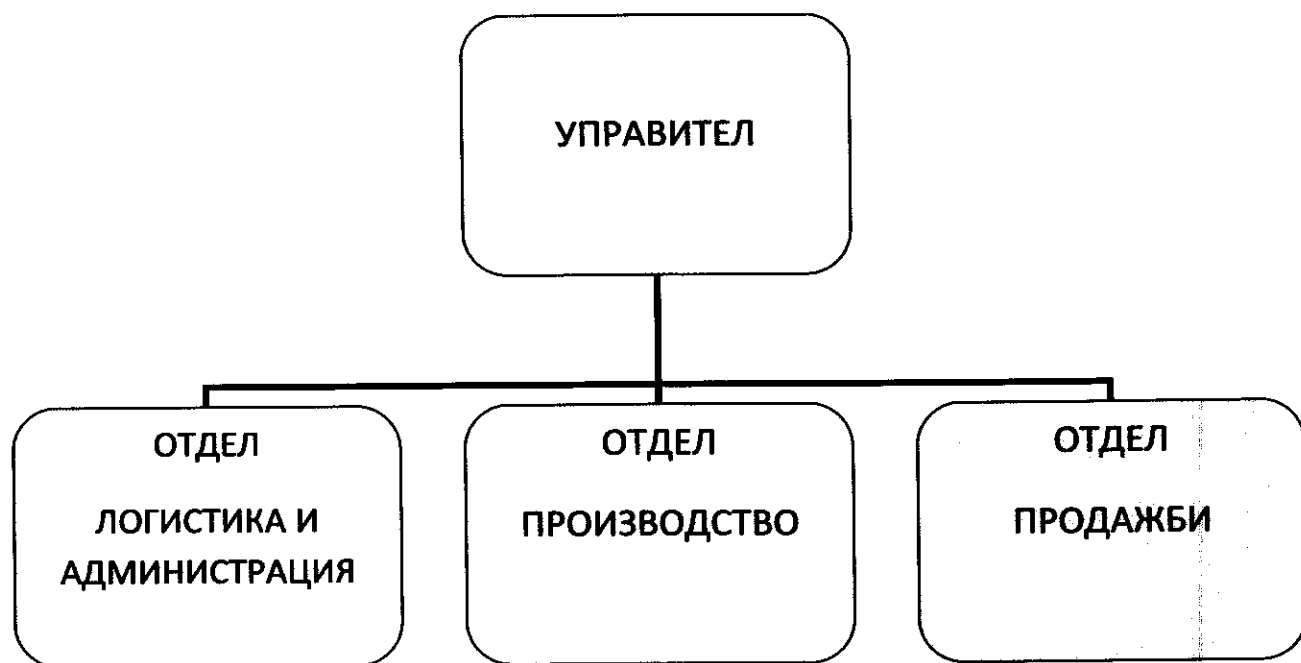 УПРАВИТЕЛ
ОТДЕЛ
ЛОГИСТИКА И
АДМИНИСТРАЦИЯ
ОТДЕЛ
ПРОИЗВОДСТВО
ОТДЕЛ
ПРОДАЖБИ